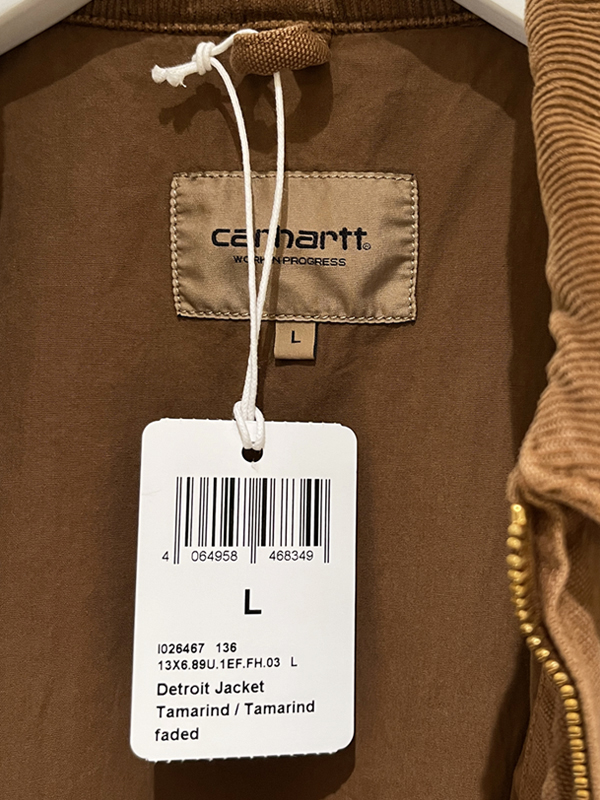 carhartt®
WORK IN PROGRESS
L
4 064958 468349
L
I026467 136
13X6.89U.1EF.FH.03 L
Detroit Jacket
Tamarind / Tamarind
faded